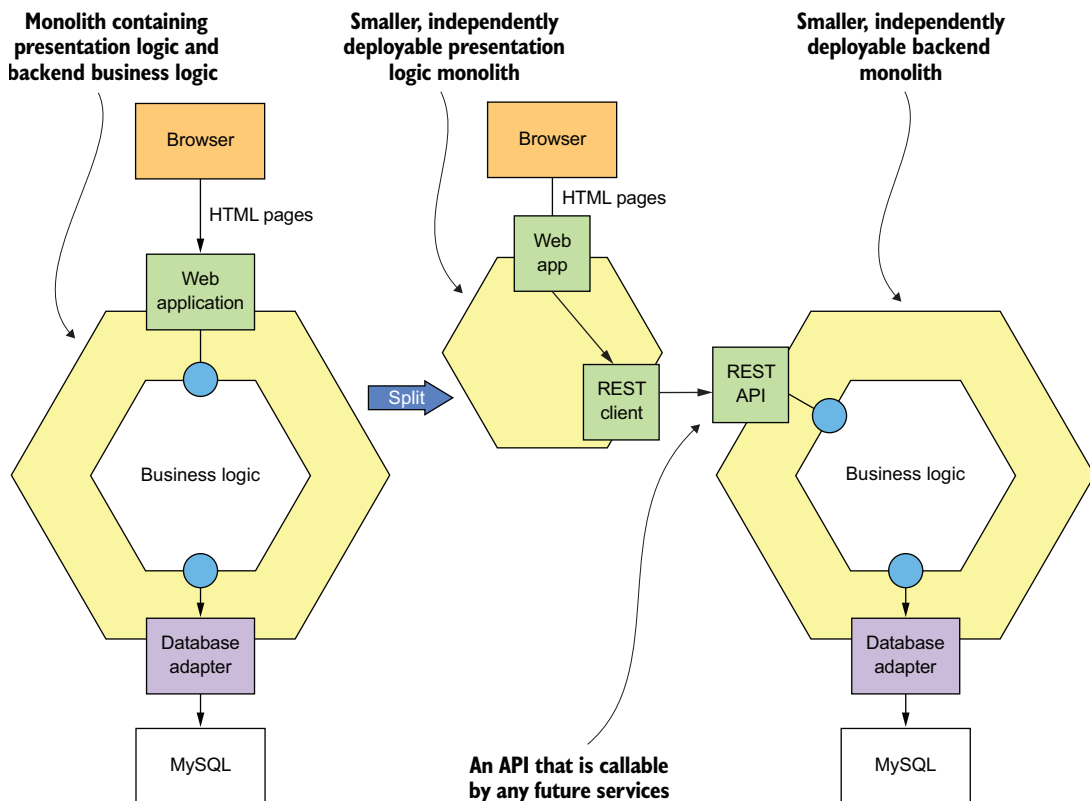 Monolith containing
presentation logic and
backend business logic
Smaller, independently
deployable presentation
logic monolith
Smaller, independently
deployable backend
monolith
Browser
HTML pages
Web
application
Business logic
Database
adapter
MySQL
Split
Browser
HTML pages
Web
app
REST
client
REST
API
Business logic
Database
adapter
MySQL
An API that is callable
by any future services